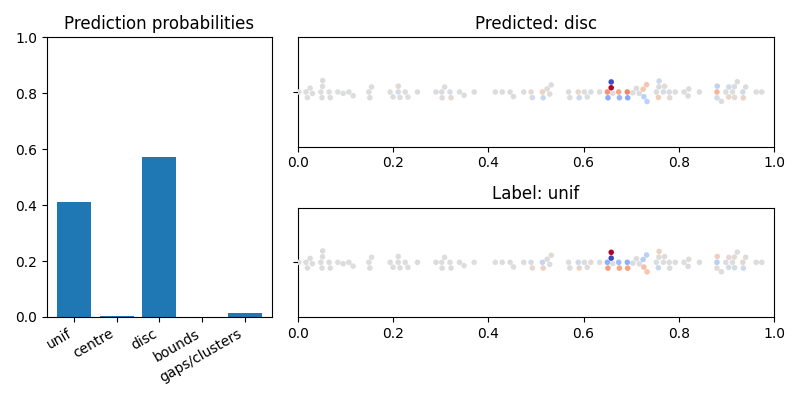 Prediction probabilities
1.0
0.8
0.6
0.4
0.2
0.0
unif
centre
disc
bounds
gaps/clusters
Predicted: disc
0.0 0.2 0.4 0.6 0.8 1.0
Label: unif
0.0 0.2 0.4 0.6 0.8 1.0